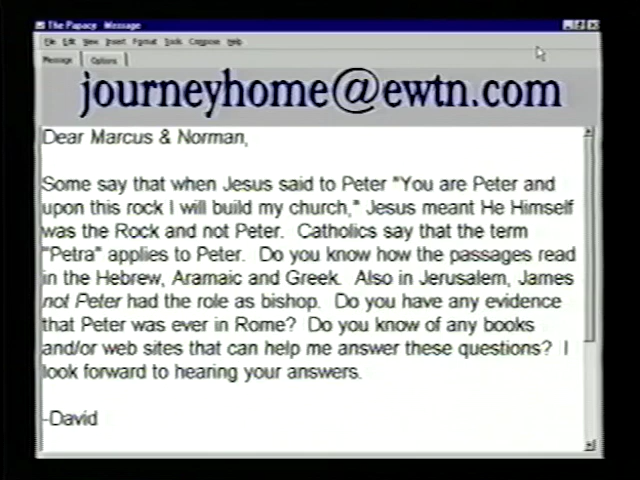 The Papacy Message
File Edit View Insert Format Tools Compose Help
Message Options
journeyhome@ewtn.com
Dear Marcus & Norman,
Some say that when Jesus said to Peter "You are Peter and
upon this rock I will build my church," Jesus meant He Himself
was the Rock and not Peter. Catholics say that the term
"Petra" applies to Peter. Do you know how the passages read
in the Hebrew, Aramaic and Greek. Also in Jerusalem, James
not Peter had the role as bishop. Do you have any evidence
that Peter was ever in Rome? Do you know of any books
and/or web sites that can help me answer these questions? I
look forward to hearing your answers.
-David